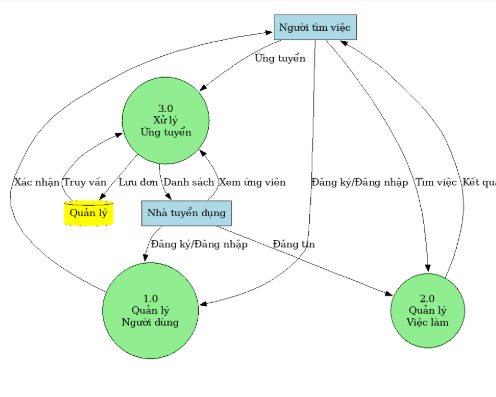 Người tìm việc
Ứng tuyển
3.0
Xử lý
Ứng tuyển
Xác nhận
Truy vấn
Lưu đơn
Danh sách
Xem ứng viên
Đăng ký/Đăng nhập
Tìm việc
Kết quả
Quản lý
Nhà tuyển dụng
Đăng ký/Đăng nhập
Đăng tin
1.0
Quản lý
Người dùng
2.0
Quản lý
Việc làm